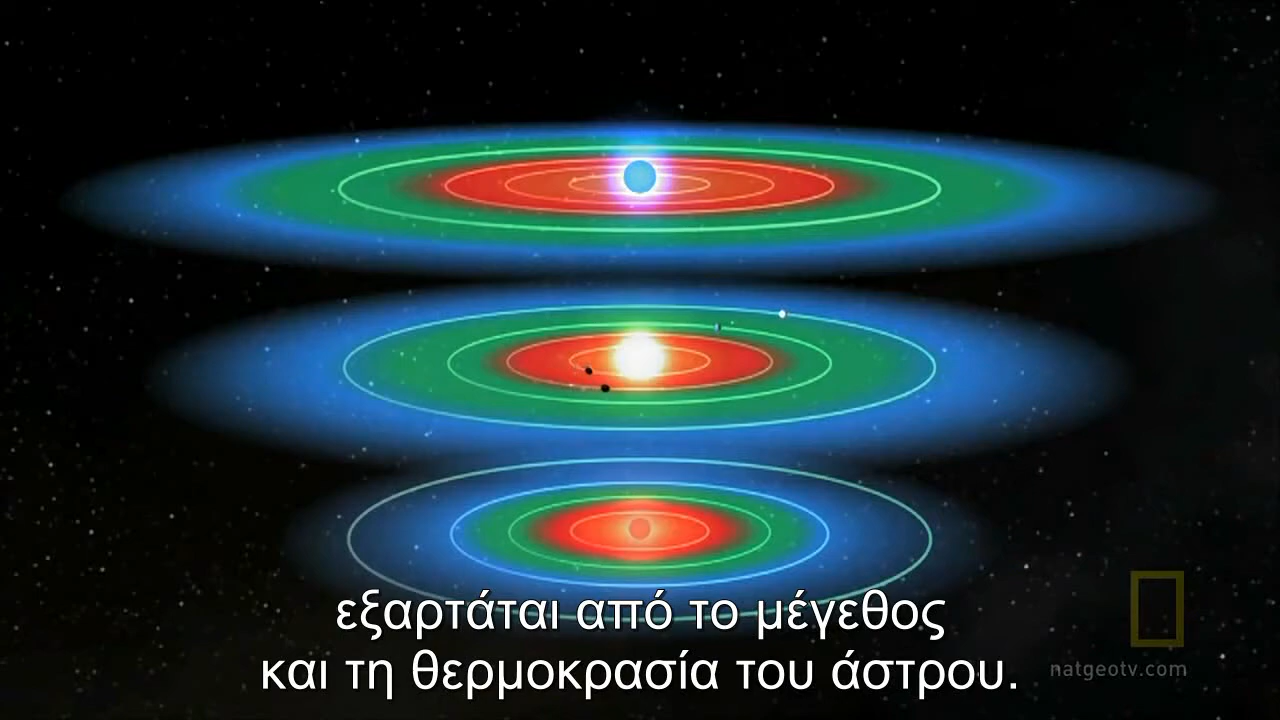 εξαρτάται από το μέγεθος
και τη θερμοκρασία του άστρου.
natgeotv.com